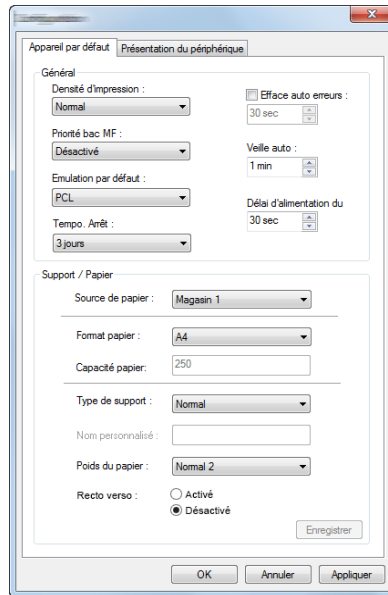 Appareil par défaut Présentation du périphérique
Général
Densité d'impression :
Normal
Efface auto erreurs :
30 sec
Priorité bac MF :
Désactivé
Veille auto :
1 min
Emulation par défaut :
PCL
Délai d'alimentation du
30 sec
Tempo. Arrêt :
3 jours
Support / Papier
Source de papier : Magasin 1
Format papier : A4
Capacité papier: 250
Type de support : Normal
Nom personnalisé :
Poids du papier : Normal 2
Recto verso : Activé
Désactivé
Enregistrer
OK Annuler Appliquer